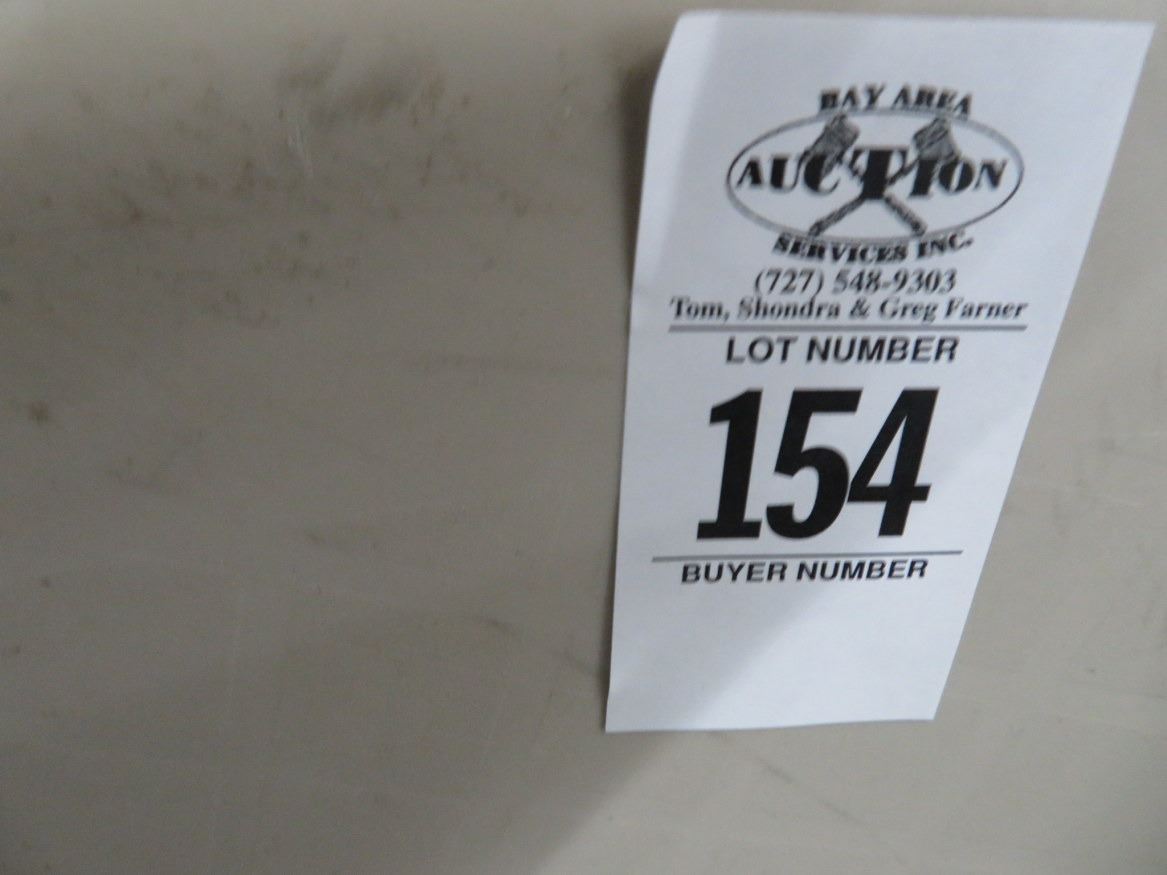 BAY AREA
AUCTION
SERVICES INC.
(727) 548-9303
Tom, Shondra & Greg Farner
LOT NUMBER
154
BUYER NUMBER